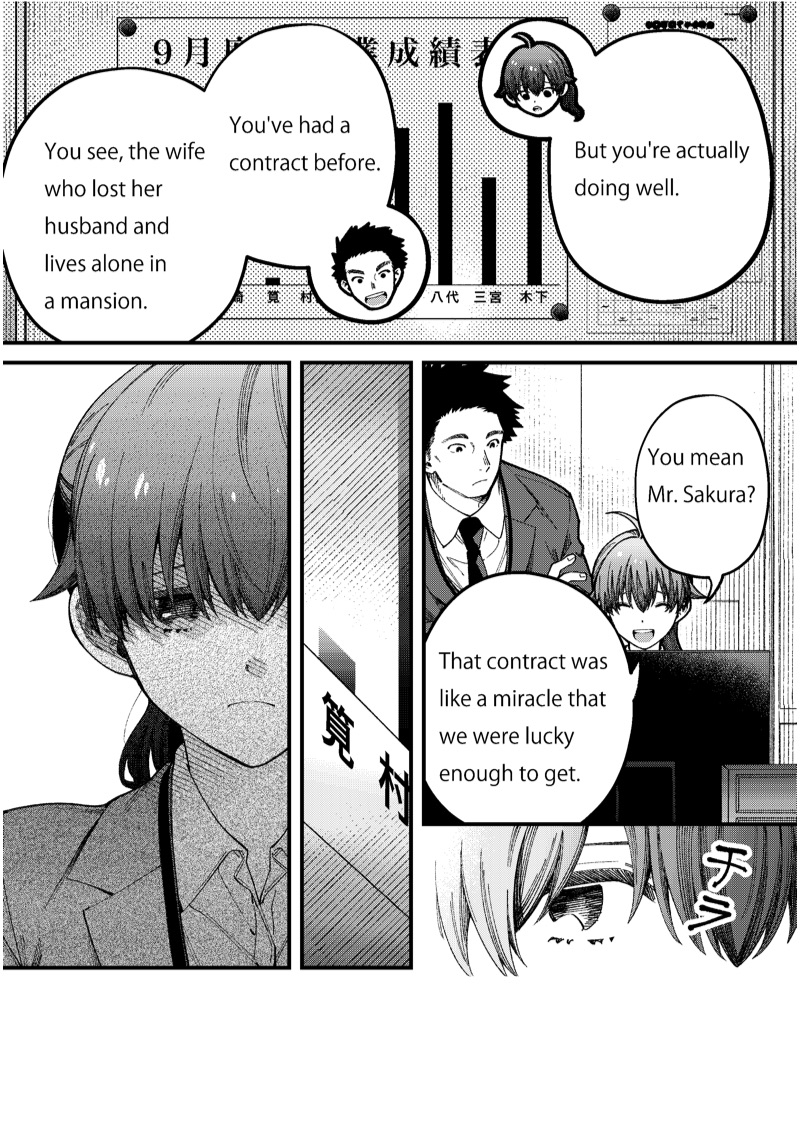 9月度
業成績表
But you're actually
doing well.
You've had a
contract before.
You see, the wife
who lost her
husband and
lives alone in
a mansion.
筧 村
八代 三宮 木下
You mean
Mr. Sakura?
That contract was
like a miracle that
we were lucky
enough to get.
チラ
筧 村